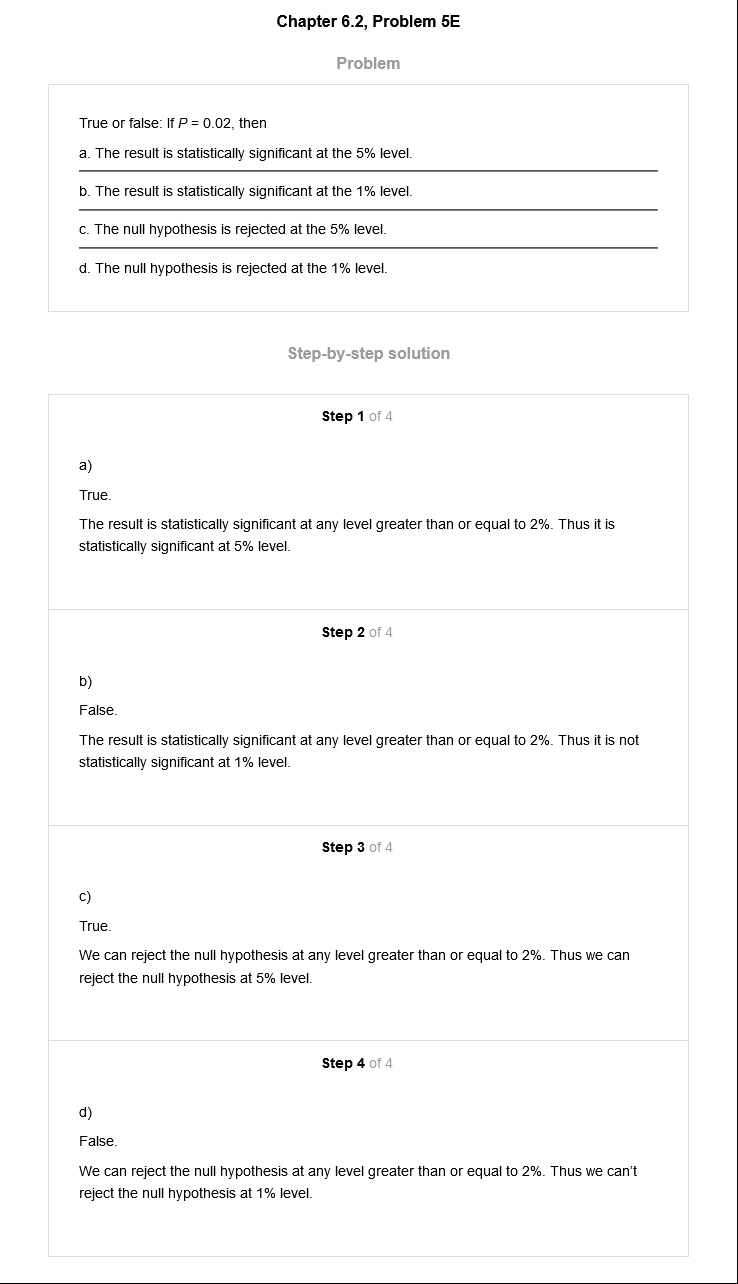 Chapter 6.2, Problem 5E
Problem
True or false: If P = 0.02, then
a. The result is statistically significant at the 5% level.
b. The result is statistically significant at the 1% level.
c. The null hypothesis is rejected at the 5% level.
d. The null hypothesis is rejected at the 1% level.
Step-by-step solution
Step 1 of 4
a)
True.
The result is statistically significant at any level greater than or equal to 2%. Thus it is
statistically significant at 5% level.
Step 2 of 4
b)
False.
The result is statistically significant at any level greater than or equal to 2%. Thus it is not
statistically significant at 1% level.
Step 3 of 4
c)
True.
We can reject the null hypothesis at any level greater than or equal to 2%. Thus we can
reject the null hypothesis at 5% level.
Step 4 of 4
d)
False.
We can reject the null hypothesis at any level greater than or equal to 2%. Thus we can’t
reject the null hypothesis at 1% level.